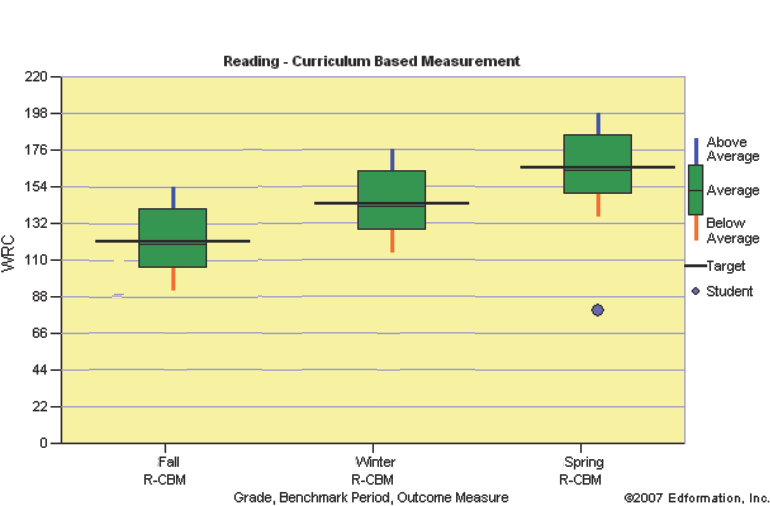 Reading - Curriculum Based Measurement
220
198
176
154
132
110
88
66
44
22
0
WRC
Above
Average
Average
Below
Average
Target
Student
Fall
R-CBM
Winter
R-CBM
Spring
R-CBM
Grade, Benchmark Period, Outcome Measure
©2007 Edformation, Inc.